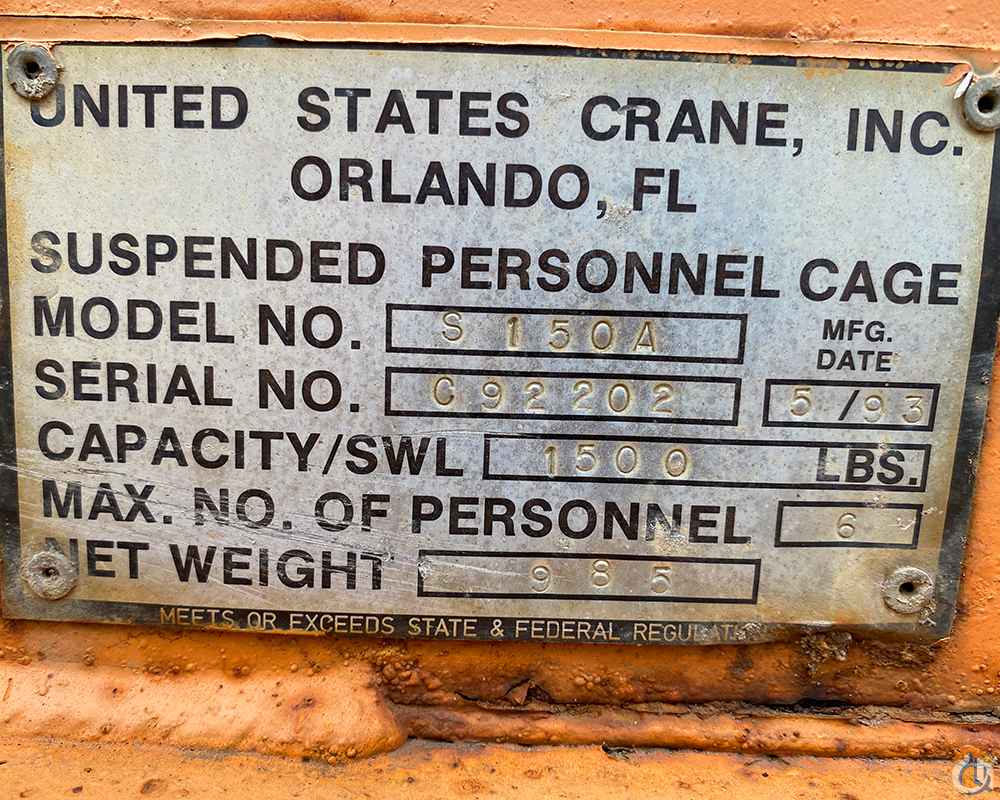 UNITED STATES CRANE, INC.
ORLANDO, FL
SUSPENDED PERSONNEL CAGE
MODEL NO. S 150A MFG. DATE
SERIAL NO. C92202 5/93
CAPACITY/SWL 1500 LBS.
MAX. NO. OF PERSONNEL 6
NET WEIGHT 985
MEETS OR EXCEEDS STATE & FEDERAL